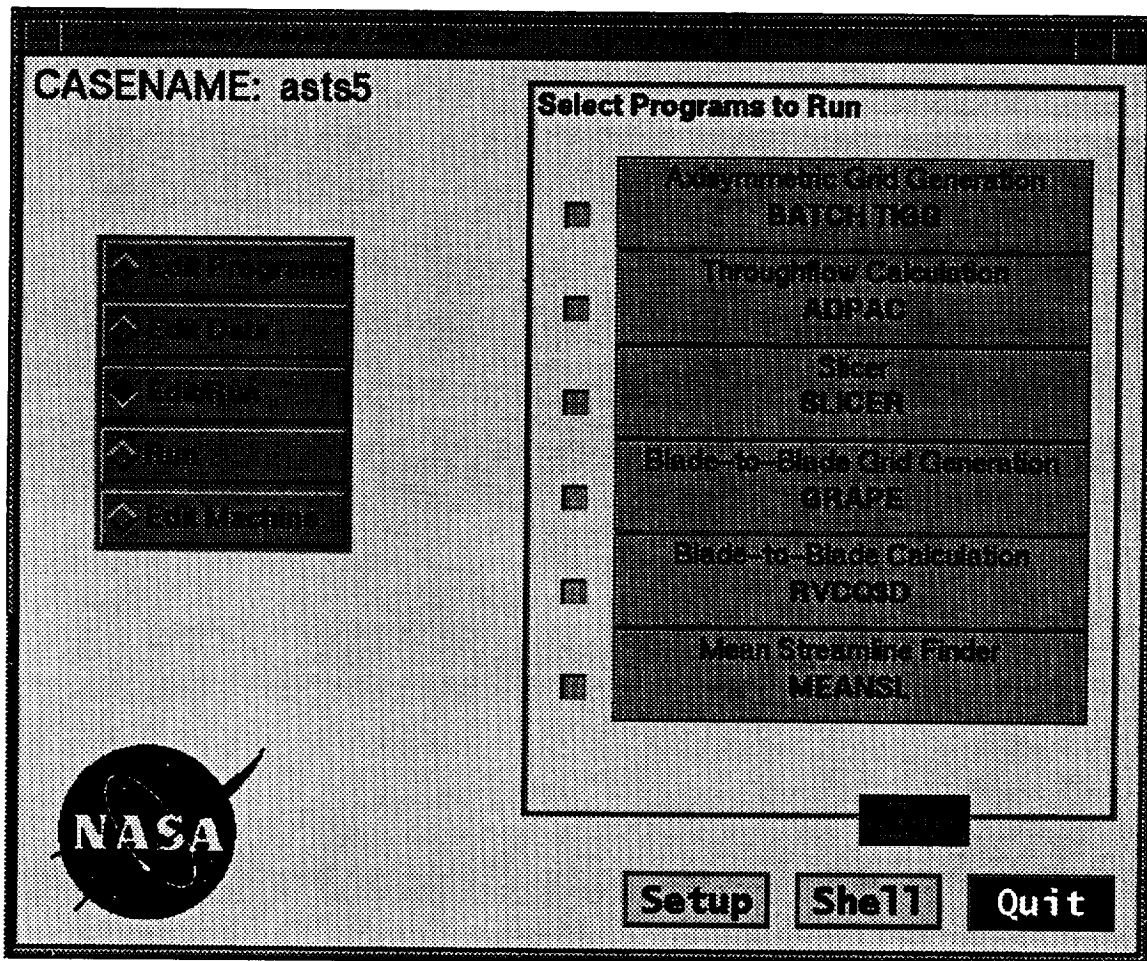 CASENAME: asts5
Select Programs to Run
Edit Programs
Edit Data
Run
Edit Machine
Axisymmetric Grid Generation
BATCH TIGG
Throughflow Calculation
ADPAC
Slicer
SLICER
Blade-to-Blade Grid Generation
GRAPE
Blade-to-Blade Calculation
RVCQ3D
Mean Streamline Finder
MEANSL
NASA
Setup
Shell
Quit